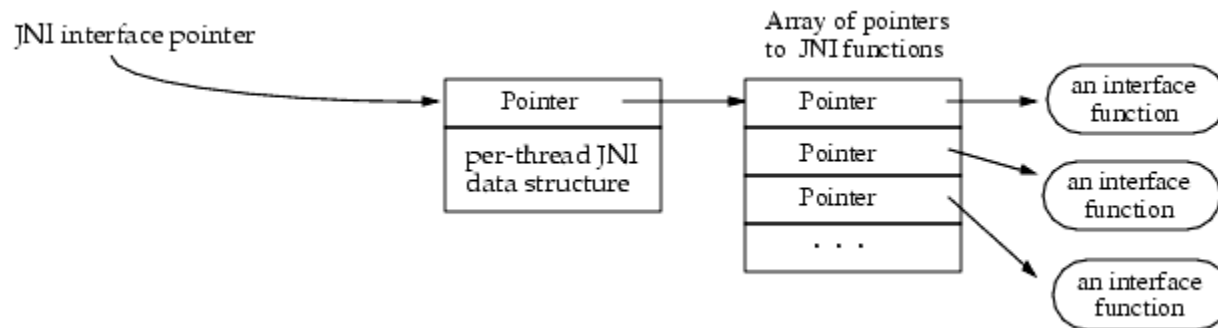 JNI interface pointer
Array of pointers
to JNI functions
Pointer
per-thread JNI
data structure
Pointer
Pointer
Pointer
. . .
an interface
function
an interface
function
an interface
function